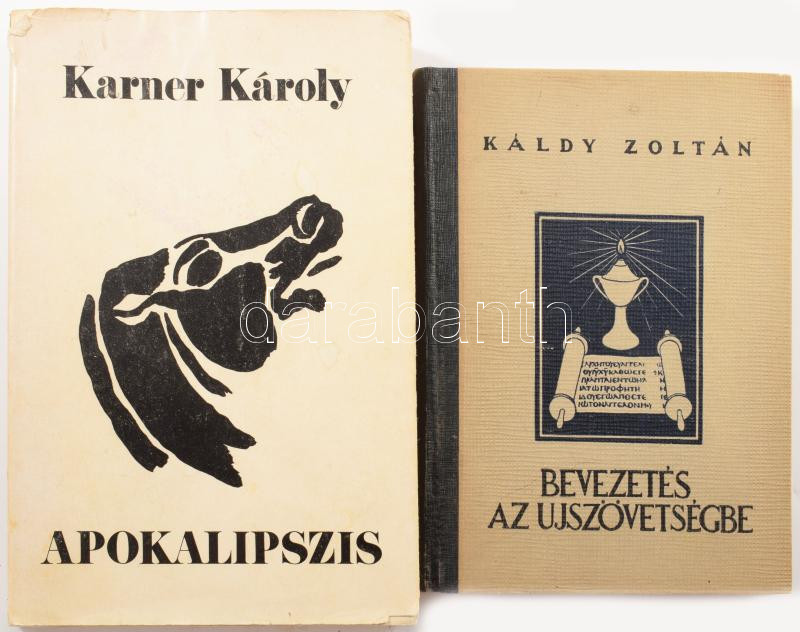 Karner Károly
APOKALIPSZIS
KÁLDY ZOLTÁN
BEVEZETÉS
AZ UJSZÖVETSÉGBE
darabanth